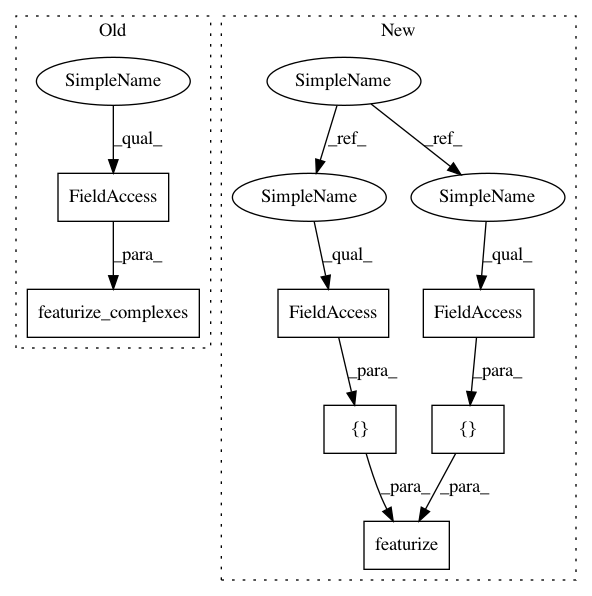 Old
New
SimpleName
SimpleName
_qual_
_ref_
_ref_
FieldAccess
SimpleName
SimpleName
_para_
_qual_
_qual_
featurize_complexes
FieldAccess
FieldAccess
_para_
_para_
{}
{}
_para_
_para_
featurize